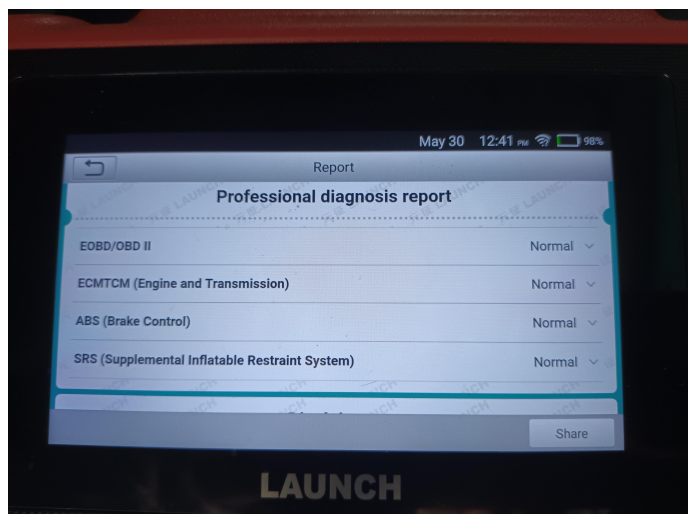 May 30 12:41 PM 98%
Report
Professional diagnosis report
EOBD/OBD II Normal
ECMTCM (Engine and Transmission) Normal
ABS (Brake Control) Normal
SRS (Supplemental Inflatable Restraint System) Normal
Share
LAUNCH